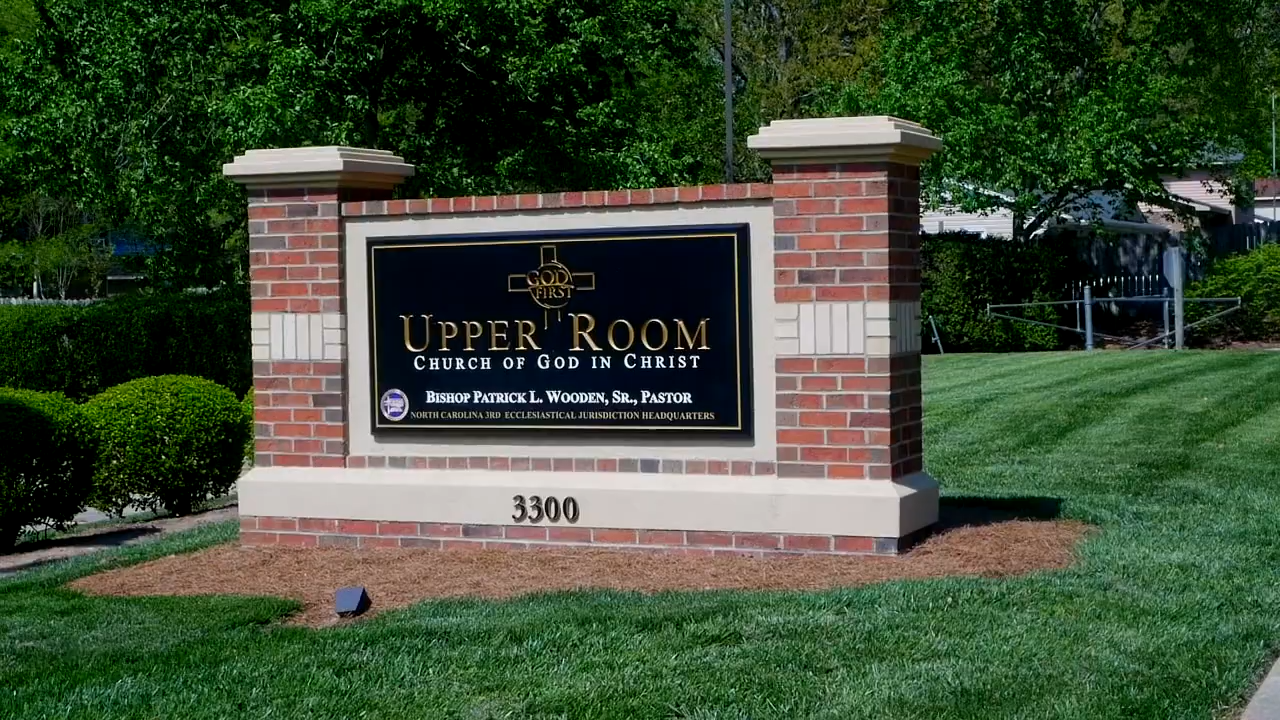 GOD
FIRST
UPPER ROOM
CHURCH OF GOD IN CHRIST
BISHOP PATRICK L. WOODEN, SR., PASTOR
NORTH CAROLINA 3RD ECCLESIASTICAL JURISDICTION HEADQUARTERS
3300